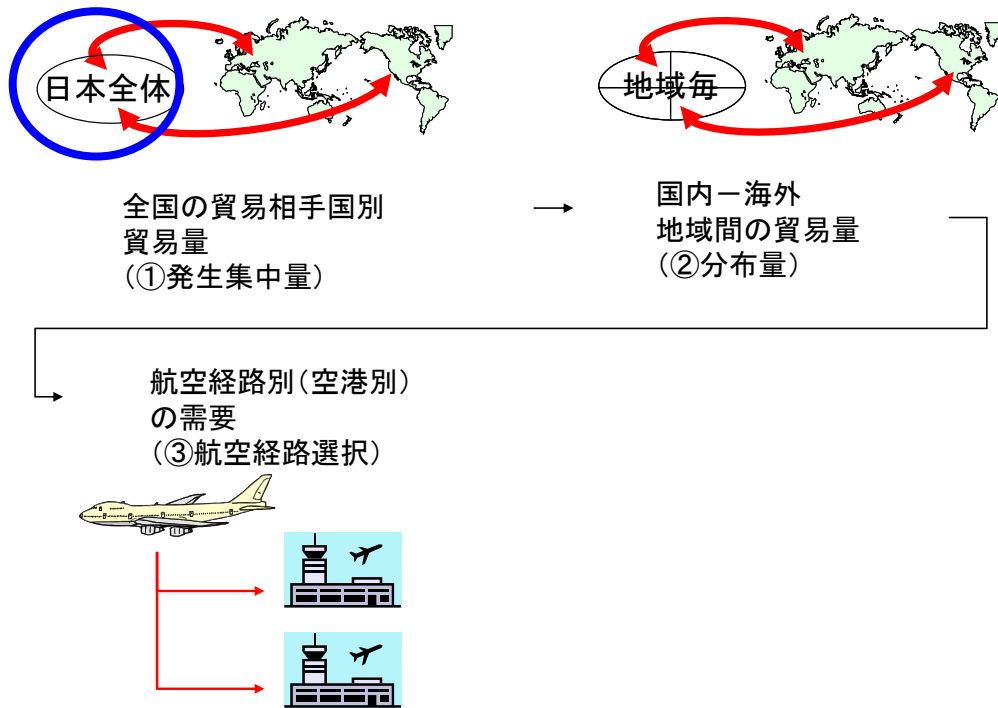 日本全体
地域毎
全国の貿易相手国別
貿易量
(①発生集中量)
国内－海外
地域間の貿易量
(②分布量)
航空経路別(空港別)
の需要
(③航空経路選択)